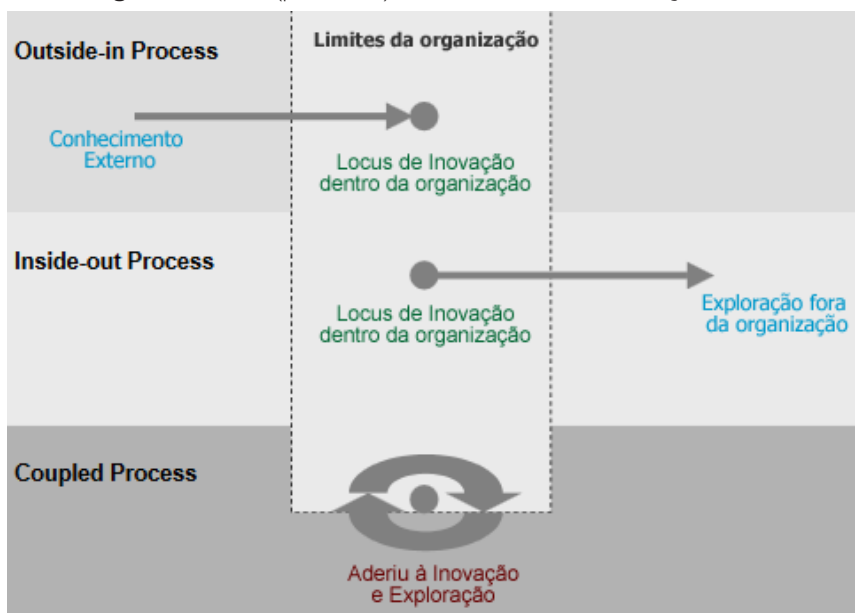 Outside-in Process
Limites da organização
Conhecimento
Externo
Locus de Inovação
dentro da organização
Inside-out Process
Locus de Inovação
dentro da organização
Exploração fora
da organização
Coupled Process
Aderiu à Inovação
e Exploração